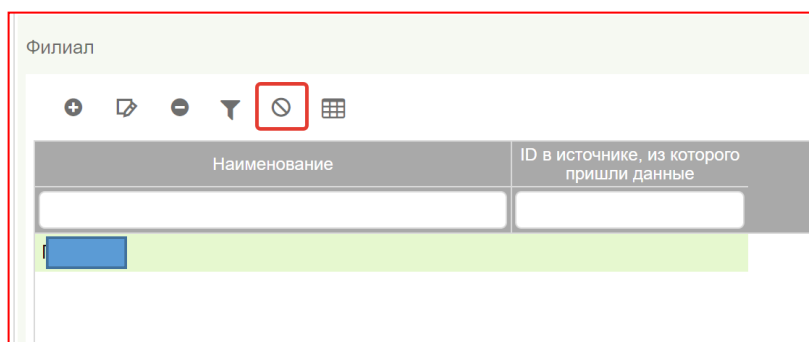 Филиал
Наименование
ID в источнике, из которого
пришли данные